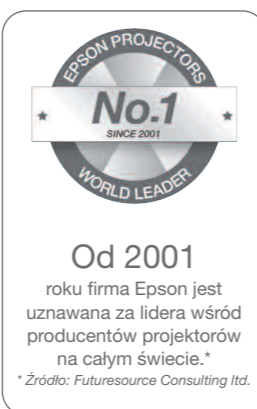 EPSON PROJECTORS
No.1
SINCE 2001
WORLD LEADER
Od 2001
roku firma Epson jest
uznawana za lidera wśród
producentów projektorów
na całym świecie.*
* Źródło: Futuresource Consulting ltd.